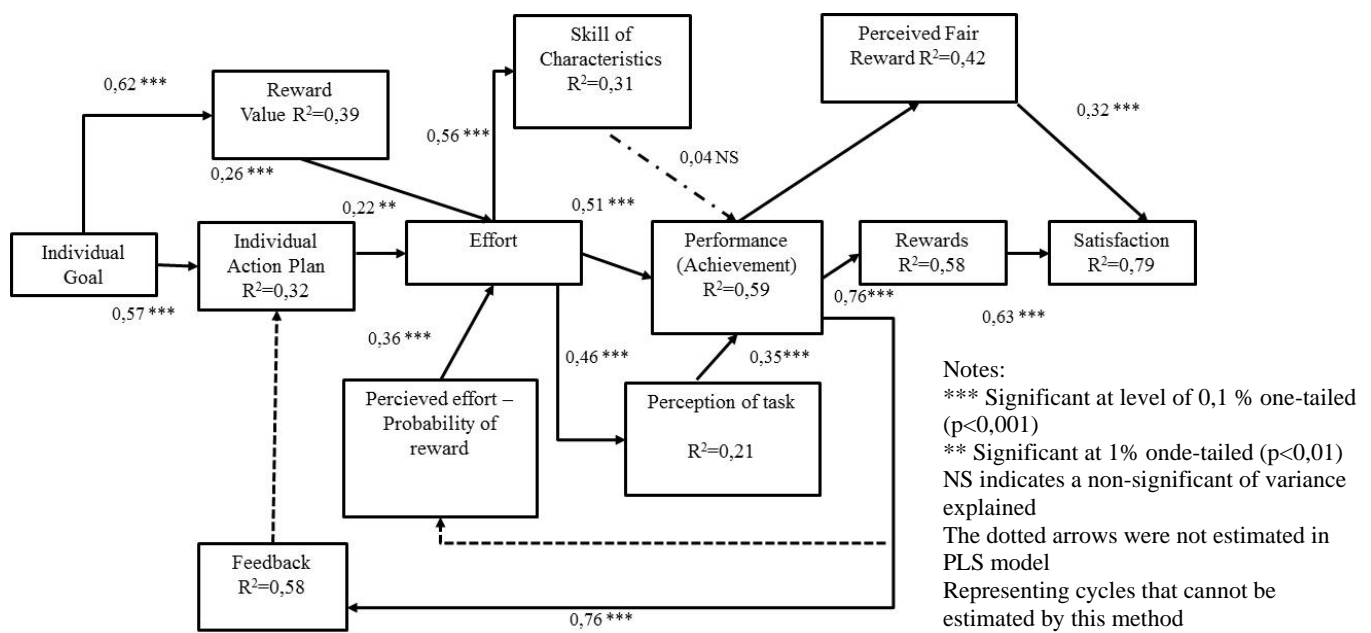 Skill of
Characteristics
R²=0,31
Perceived Fair
Reward R²=0,42
0,62 ***
Reward
Value R²=0,39
0,56 ***
0,32 ***
0,04 NS
0,26 ***
0,22 **
0,51 ***
Individual
Goal
Individual
Action Plan
R²=0,32
Effort
Performance
(Achievement)
R²=0,59
Rewards
R²=0,58
Satisfaction
R²=0,79
0,57 ***
0,76***
0,63 ***
0,36 ***
0,46 ***
0,35***
Percieved effort –
Probability of
reward
Perception of task
R²=0,21
Feedback
R²=0,58
0,76 ***
Notes:
*** Significant at level of 0,1 % one-tailed
(p<0,001)
** Significant at 1% onde-tailed (p<0,01)
NS indicates a non-significant of variance
explained
The dotted arrows were not estimated in
PLS model
Representing cycles that cannot be
estimated by this method